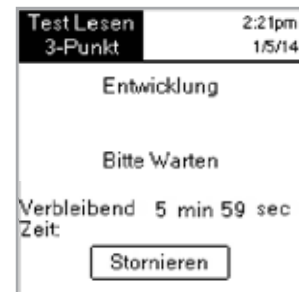 Test Lesen 2:21pm
3-Punkt 1/5/14
Entwicklung
Bitte Warten
Verbleibend 5 min 59 sec
Zeit:
Stornieren